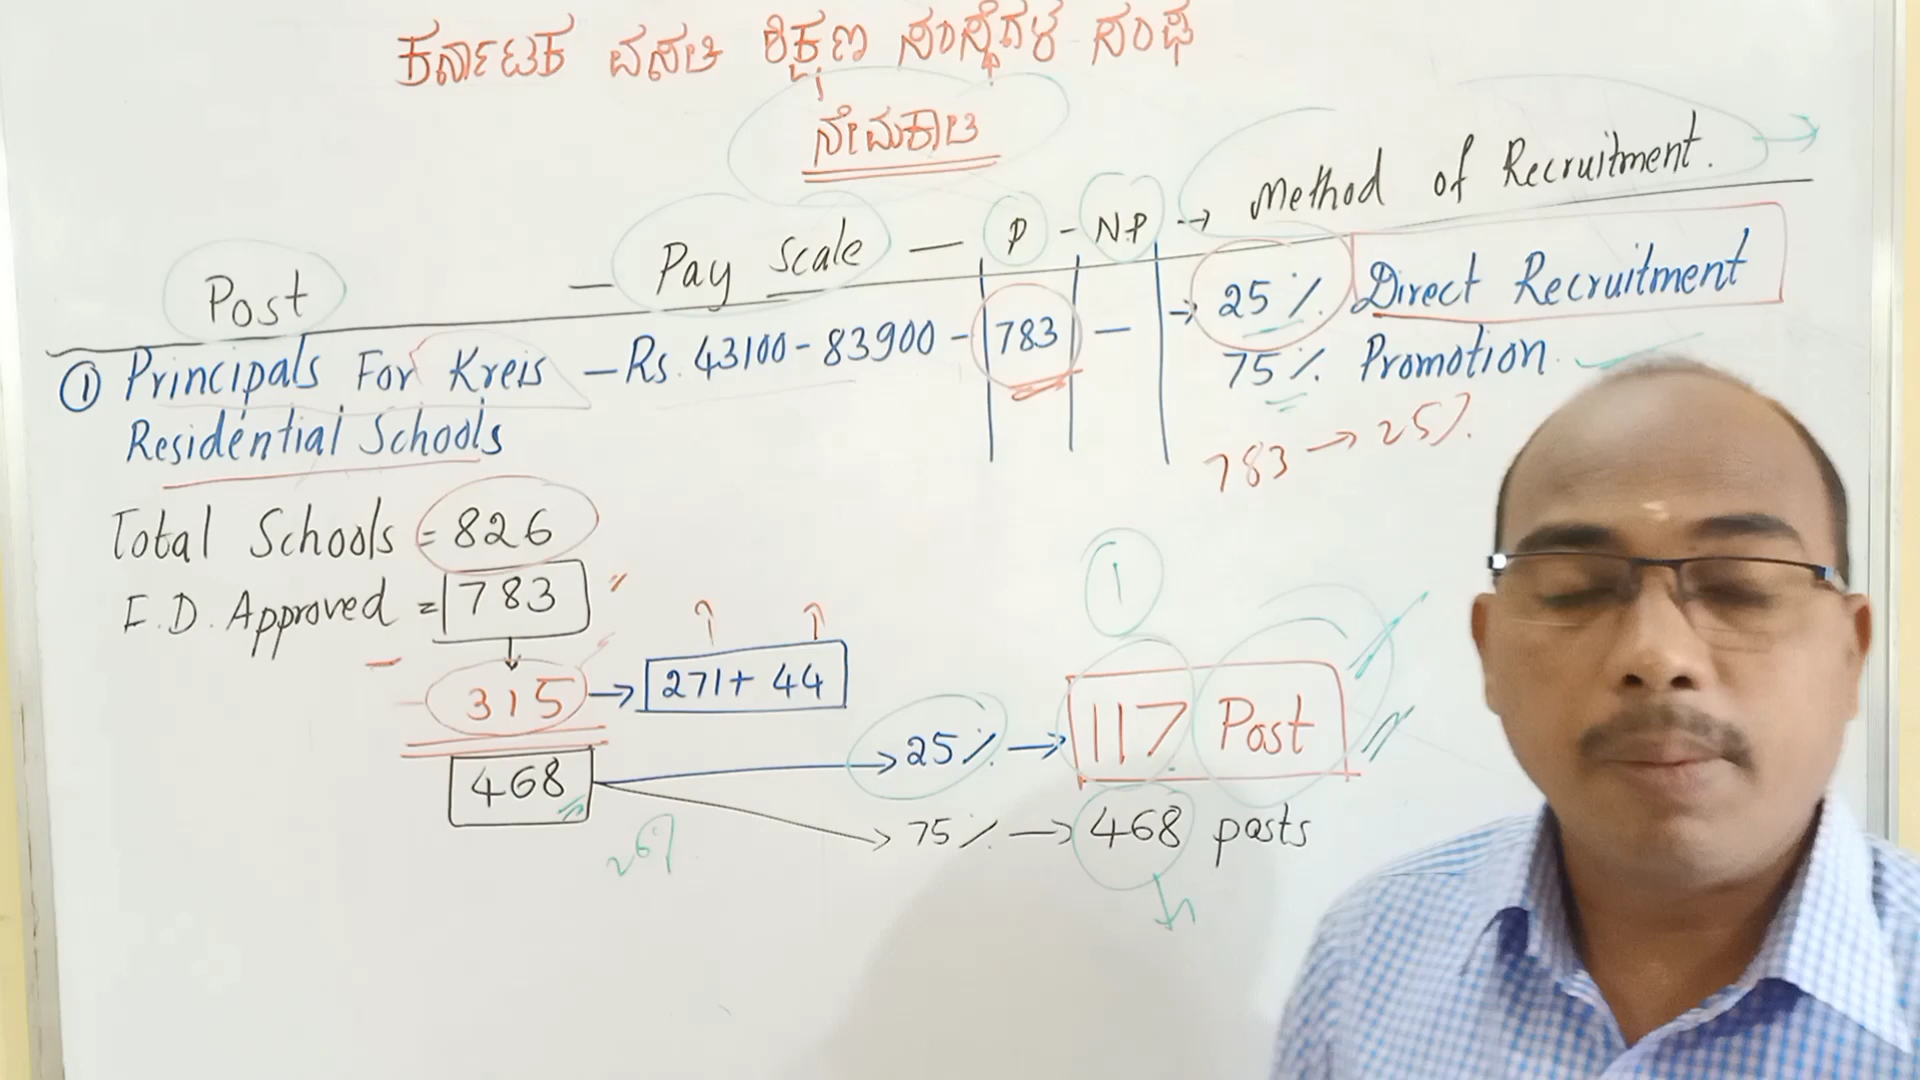 ಕರ್ನಾಟಕ ವಸತಿ ಶಿಕ್ಷಣ ಸಂಸ್ಥೆಗಳ ಸಂಘ
ನೇಮಕಾತಿ
Post — Pay Scale — P - N.P → Method of Recruitment.
① Principals For Kreis — Rs. 43100 - 83900 - 783 — → 25% Direct Recruitment
Residential Schools
75% Promotion
783 → 25%
Total Schools = 826
F.D. Approved = 783
1
- 315 → 271 + 44
468 → 25% → 117 Post
→ 75% → 468 posts